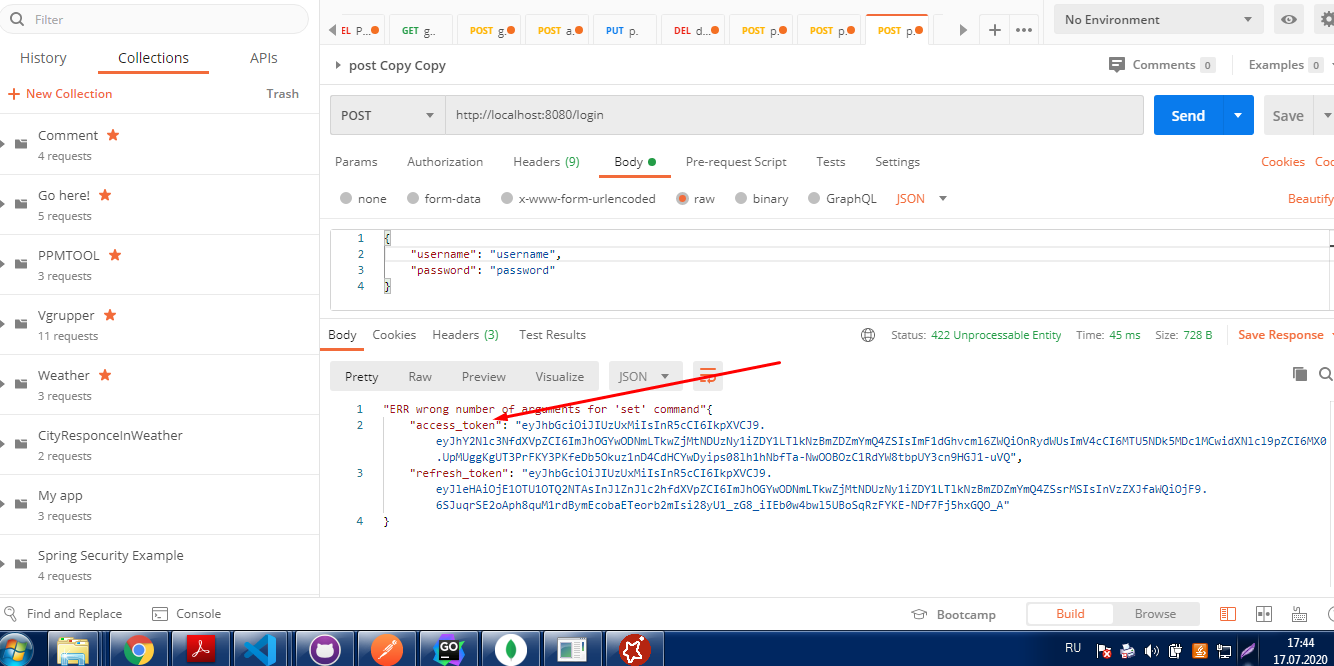 Filter
History
Collections
APIs
New Collection
Trash
Comment
4 requests
Go here!
5 requests
PPMTOOL
3 requests
Vgrupper
11 requests
Weather
3 requests
CityResponceInWeather
2 requests
My app
3 requests
Spring Security Example
4 requests
EL P...
GET g..
POST g.
POST a.
PUT p.
DEL d...
POST p.
POST p.
POST p.
No Environment
post Copy Copy
Comments 0
Examples 0
POST
http://localhost:8080/login
Send
Save
Params
Authorization
Headers (9)
Body
Pre-request Script
Tests
Settings
Cookies
Coo
none
form-data
x-www-form-urlencoded
raw
binary
GraphQL
JSON
Beautify
1 {
2 "username": "username",
3 "password": "password"
4 }
Body
Cookies
Headers (3)
Test Results
Status: 422 Unprocessable Entity
Time: 45 ms
Size: 728 B
Save Response
Pretty
Raw
Preview
Visualize
JSON
1 "ERR wrong number of arguments for 'set' command"{
2 "access_token": "eyJhbGciOiJIUzUxMiIsInR5cCI6IkpXVCJ9.
3 "refresh_token": "eyJhbGciOiJIUzUxMiIsInR5cCI6IkpXVCJ9.
4 }
Find and Replace
Console
Bootcamp
Build
Browse
GO
RU
17:44
17.07.2020